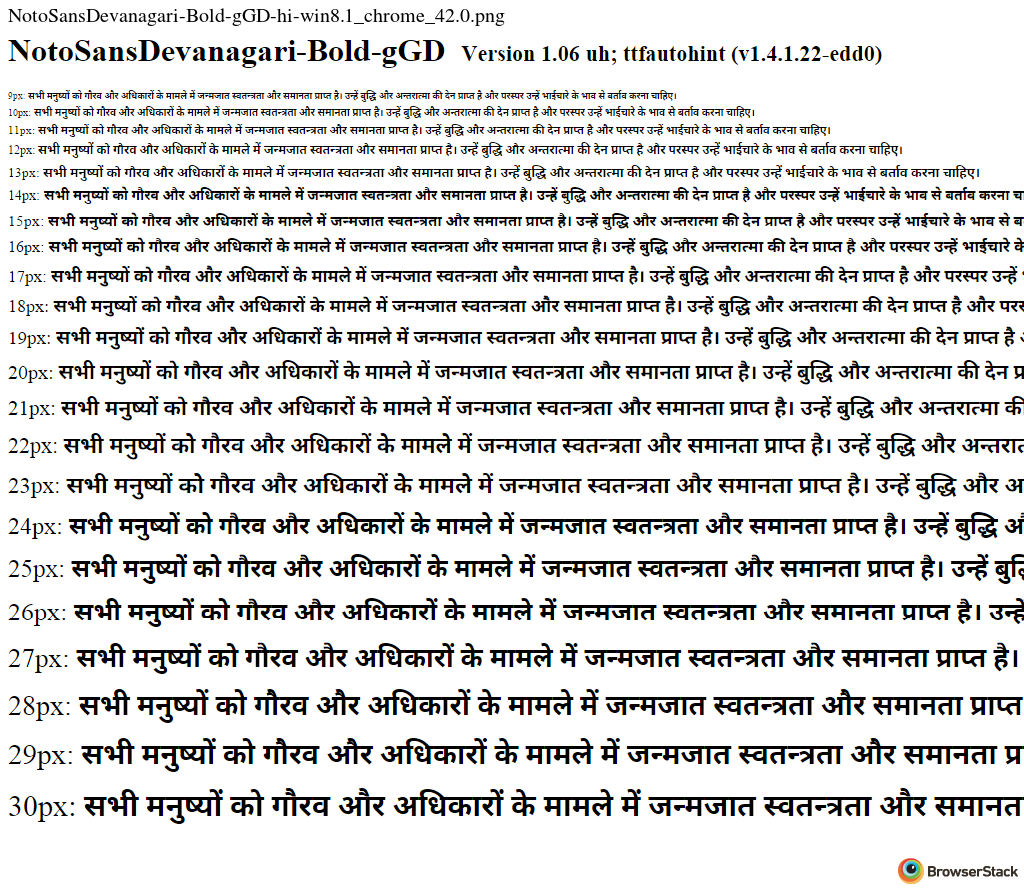 NotoSansDevanagari-Bold-gGD-hi-win8.1_chrome_42.0.png
NotoSansDevanagari-Bold-gGD Version 1.06 uh; ttfautohint (v1.4.1.22-edd0)
9px: सभी मनुष्यों को गौरव और अधिकारों के मामले में जन्मजात स्वतन्त्रता और समानता प्राप्त है। उन्हें बुद्धि और अन्तरात्मा की देन प्राप्त है और परस्पर उन्हें भाईचारे के भाव से बर्ताव करना चाहिए।
10px: सभी मनुष्यों को गौरव और अधिकारों के मामले में जन्मजात स्वतन्त्रता और समानता प्राप्त है। उन्हें बुद्धि और अन्तरात्मा की देन प्राप्त है और परस्पर उन्हें भाईचारे के भाव से बर्ताव करना चाहिए।
11px: सभी मनुष्यों को गौरव और अधिकारों के मामले में जन्मजात स्वतन्त्रता और समानता प्राप्त है। उन्हें बुद्धि और अन्तरात्मा की देन प्राप्त है और परस्पर उन्हें भाईचारे के भाव से बर्ताव करना चाहिए।
12px: सभी मनुष्यों को गौरव और अधिकारों के मामले में जन्मजात स्वतन्त्रता और समानता प्राप्त है। उन्हें बुद्धि और अन्तरात्मा की देन प्राप्त है और परस्पर उन्हें भाईचारे के भाव से बर्ताव करना चाहिए।
13px: सभी मनुष्यों को गौरव और अधिकारों के मामले में जन्मजात स्वतन्त्रता और समानता प्राप्त है। उन्हें बुद्धि और अन्तरात्मा की देन प्राप्त है और परस्पर उन्हें भाईचारे के भाव से बर्ताव करना चाहिए।
14px: सभी मनुष्यों को गौरव और अधिकारों के मामले में जन्मजात स्वतन्त्रता और समानता प्राप्त है। उन्हें बुद्धि और अन्तरात्मा की देन प्राप्त है और परस्पर उन्हें भाईचारे के भाव से बर्ताव करना
15px: सभी मनुष्यों को गौरव और अधिकारों के मामले में जन्मजात स्वतन्त्रता और समानता प्राप्त है। उन्हें बुद्धि और अन्तरात्मा की देन प्राप्त है और परस्पर उन्हें भाईचारे के भाव से
16px: सभी मनुष्यों को गौरव और अधिकारों के मामले में जन्मजात स्वतन्त्रता और समानता प्राप्त है। उन्हें बुद्धि और अन्तरात्मा की देन प्राप्त है और परस्पर उन्हें भाईचारे के
17px: सभी मनुष्यों को गौरव और अधिकारों के मामले में जन्मजात स्वतन्त्रता और समानता प्राप्त है। उन्हें बुद्धि और अन्तरात्मा की देन प्राप्त है और परस्पर उन्हें
18px: सभी मनुष्यों को गौरव और अधिकारों के मामले में जन्मजात स्वतन्त्रता और समानता प्राप्त है। उन्हें बुद्धि और अन्तरात्मा की देन प्राप्त है और
19px: सभी मनुष्यों को गौरव और अधिकारों के मामले में जन्मजात स्वतन्त्रता और समानता प्राप्त है। उन्हें बुद्धि और अन्तरात्मा की देन प्राप्त है
20px: सभी मनुष्यों को गौरव और अधिकारों के मामले में जन्मजात स्वतन्त्रता और समानता प्राप्त है। उन्हें बुद्धि और अन्तरात्मा की देन
21px: सभी मनुष्यों को गौरव और अधिकारों के मामले में जन्मजात स्वतन्त्रता और समानता प्राप्त है। उन्हें बुद्धि और अन्तरात्मा की
22px: सभी मनुष्यों को गौरव और अधिकारों के मामले में जन्मजात स्वतन्त्रता और समानता प्राप्त है। उन्हें बुद्धि और
23px: सभी मनुष्यों को गौरव और अधिकारों के मामले में जन्मजात स्वतन्त्रता और समानता प्राप्त है। उन्हें बुद्धि और
24px: सभी मनुष्यों को गौरव और अधिकारों के मामले में जन्मजात स्वतन्त्रता और समानता प्राप्त है। उन्हें बुद्धि
25px: सभी मनुष्यों को गौरव और अधिकारों के मामले में जन्मजात स्वतन्त्रता और समानता प्राप्त है। उन्हें
26px: सभी मनुष्यों को गौरव और अधिकारों के मामले में जन्मजात स्वतन्त्रता और समानता प्राप्त है।
27px: सभी मनुष्यों को गौरव और अधिकारों के मामले में जन्मजात स्वतन्त्रता और समानता प्राप्त है।
28px: सभी मनुष्यों को गौरव और अधिकारों के मामले में जन्मजात स्वतन्त्रता और समानता प्राप्त
29px: सभी मनुष्यों को गौरव और अधिकारों के मामले में जन्मजात स्वतन्त्रता और समानता
30px: सभी मनुष्यों को गौरव और अधिकारों के मामले में जन्मजात स्वतन्त्रता और समानता
BrowserStack